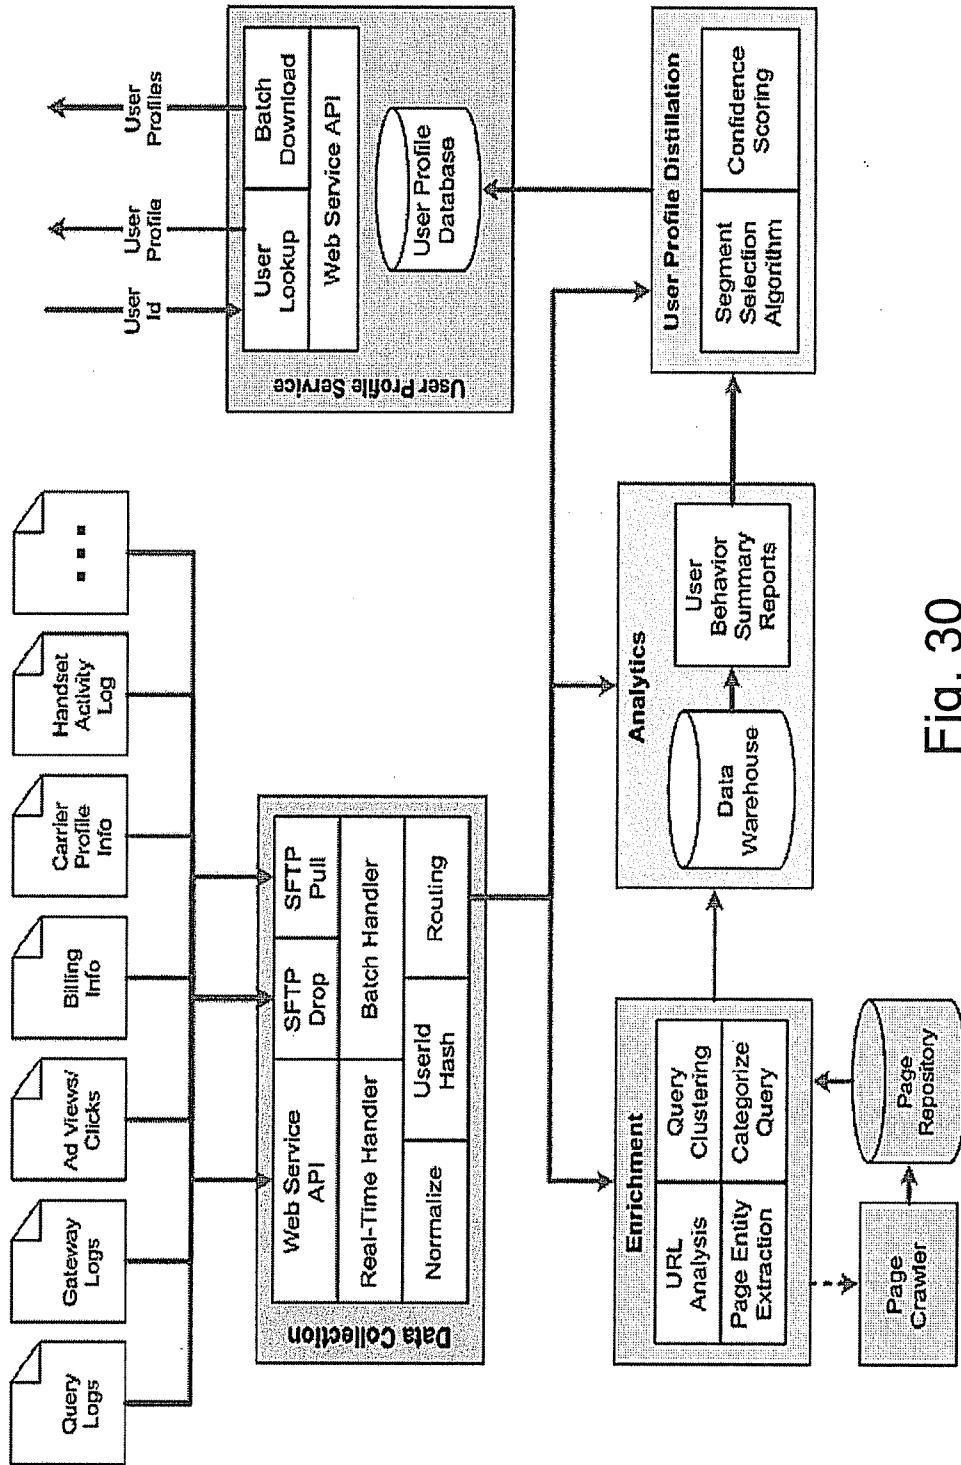 Query
Logs
Gateway
Logs
Ad Views/
Clicks
Billing
Info
Carrier
Profile
Info
Handset
Activity
Log
...
User
Id
User
Profile
User
Profiles
Data Collection
Web Service
API
SFTP
Drop
SFTP
Pull
Real-Time Handler
Batch Handler
Normalize
UserId
Hash
Routing
User Profile Service
User
Lookup
Batch
Download
Web Service API
User Profile
Database
Enrichment
URL
Analysis
Query
Clustering
Page Entity
Extraction
Categorize
Query
Page
Crawler
Page
Repository
Analytics
Data
Warehouse
User
Behavior
Summary
Reports
User Profile Distillation
Segment
Selection
Algorithm
Confidence
Scoring
Fig. 30